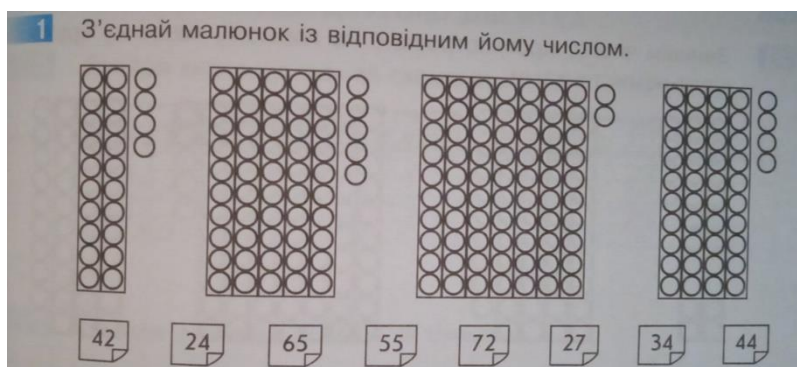 1 З’єднай малюнок із відповідним йому числом.
42 24 65 55 72 27 34 44